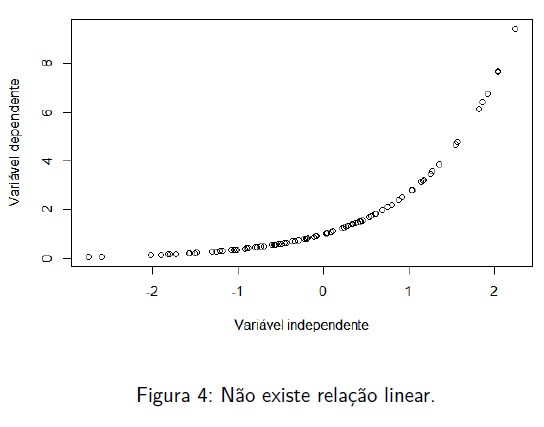 8
6
4
2
0
Variável dependente
-2 -1 0 1 2
Variável independente
Figura 4: Não existe relação linear.